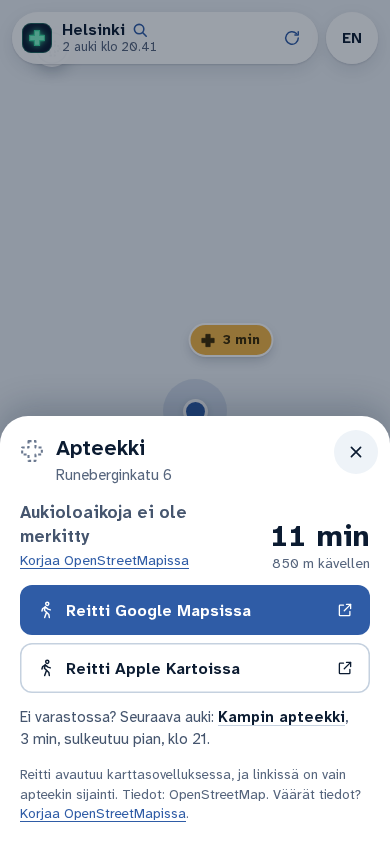 Helsinki
2 auki klo 20.41
EN
3 min
Apteekki
Runeberginkatu 6
Aukioloaikoja ei ole
merkitty
Korjaa OpenStreetMapissa
11 min
850 m kävellen
Reitti Google Mapsissa
Reitti Apple Kartoissa
Ei varastossa? Seuraava auki: Kampin apteekki,
3 min, sulkeutuu pian, klo 21.
Reitti avautuu karttasovelluksessa, ja linkissä on vain
apteekin sijainti. Tiedot: OpenStreetMap. Väärät tiedot?
Korjaa OpenStreetMapissa.